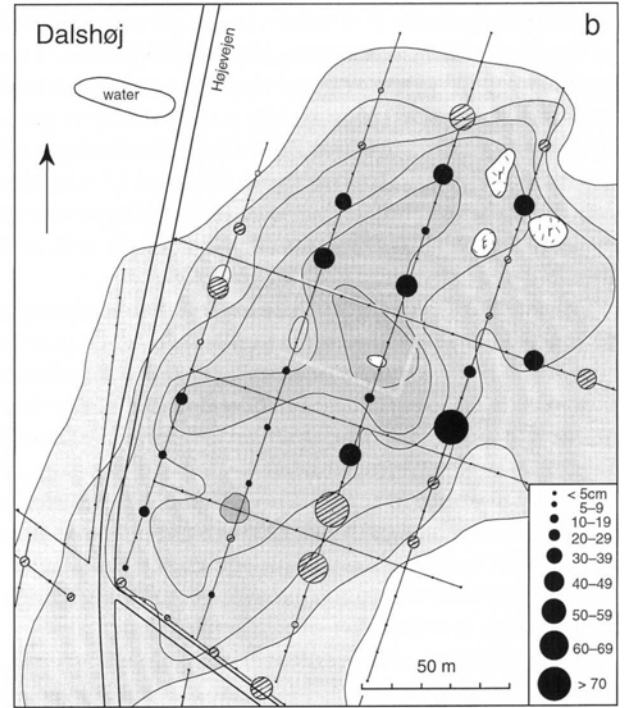 Dalshøj
b
Højevejen
water
r
r
E
< 5cm
5–9
10–19
20–29
30–39
40–49
50–59
60–69
> 70
50 m